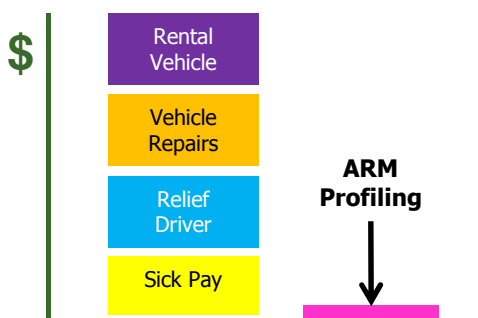 $
Rental
Vehicle
Vehicle
Repairs
Relief
Driver
Sick Pay
ARM
Profiling